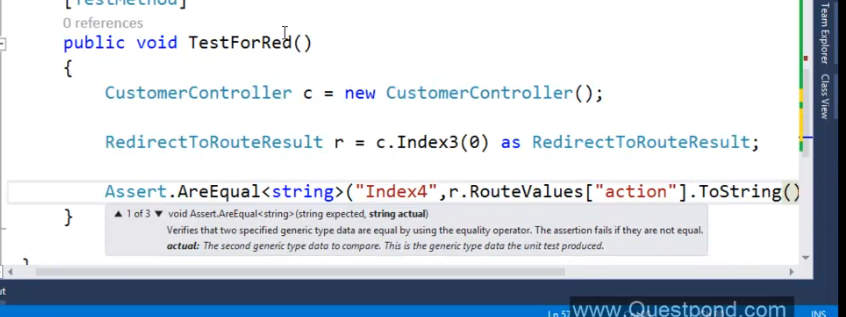 [TestMethod]
0 references
public void TestForRed()
{
CustomerController c = new CustomerController();
RedirectToRouteResult r = c.Index3(0) as RedirectToRouteResult;
Assert.AreEqual<string>("Index4",r.RouteValues["action"].ToString()
}
▲ 1 of 3 ▼ void Assert.AreEqual<string>(string expected, string actual)
Verifies that two specified generic type data are equal by using the equality operator. The assertion fails if they are not equal.
actual: The second generic type data to compare. This is the generic type data the unit test produced.
}
Team Explorer
Class View
ut
Ln 57
www.Questpond.com
INS